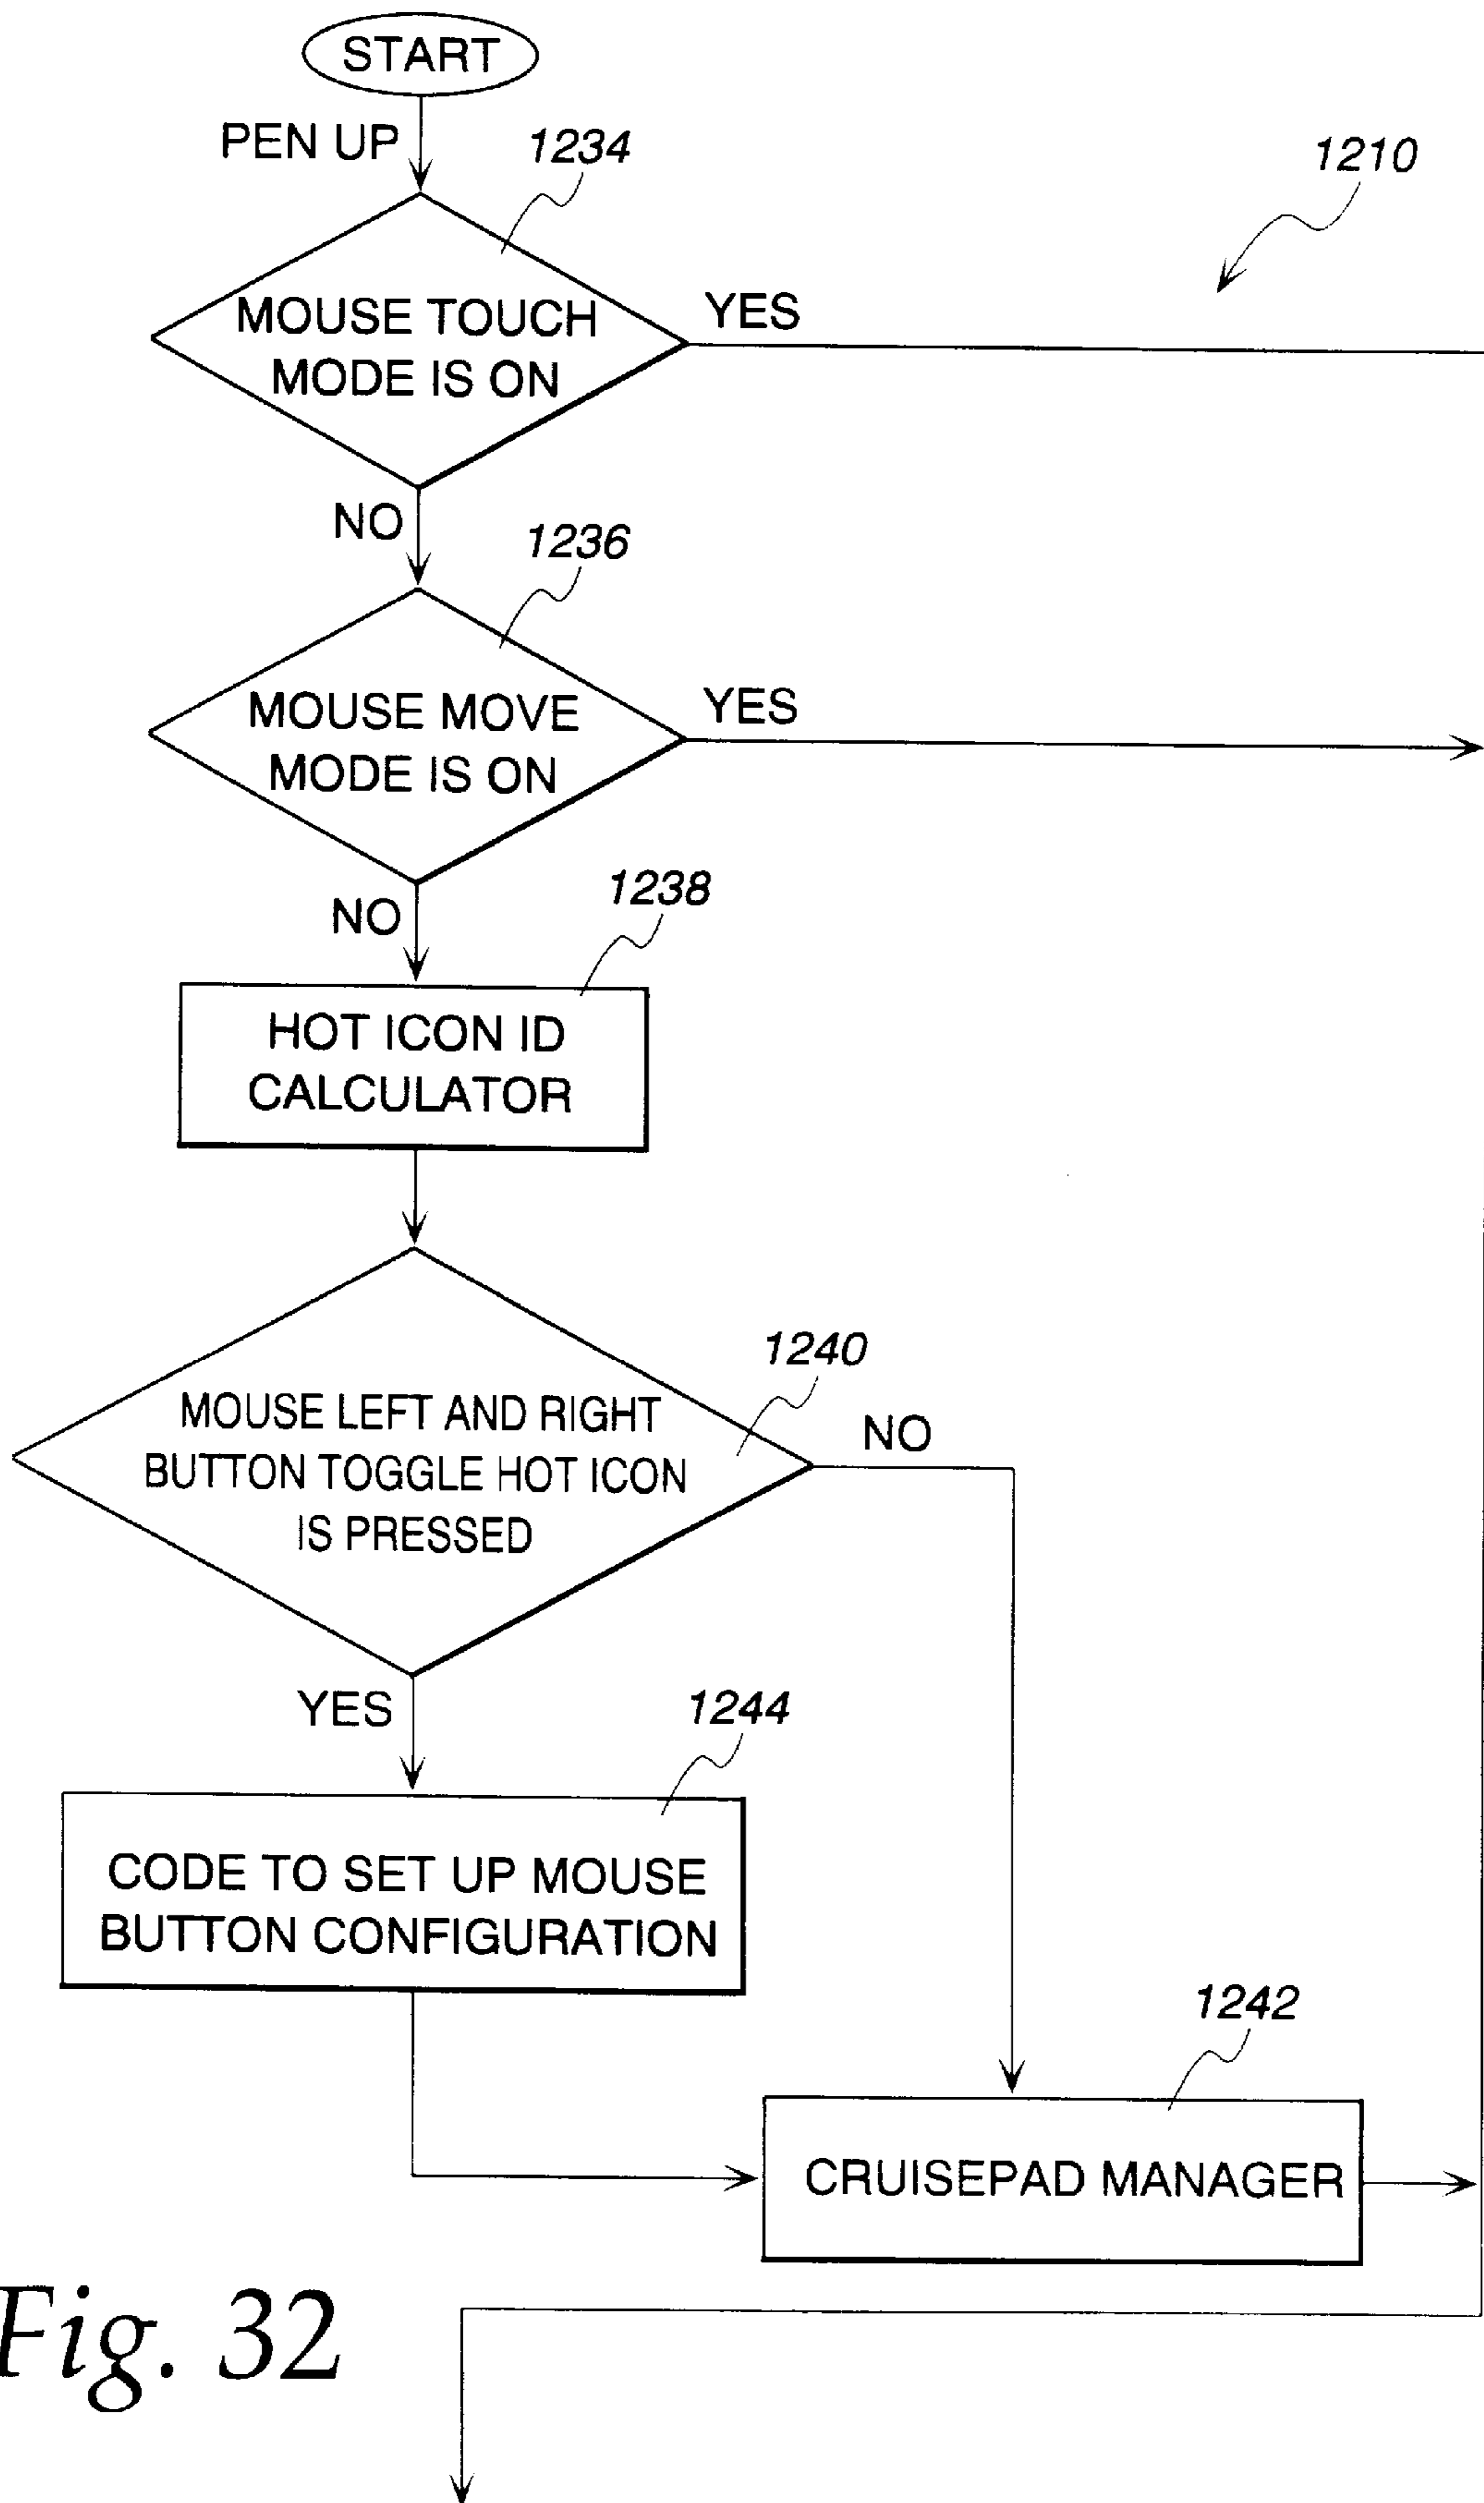 START
PEN UP
1234
1210
MOUSE TOUCH
MODE IS ON
YES
NO
1236
MOUSE MOVE
MODE IS ON
YES
NO
1238
HOT ICON ID
CALCULATOR
1240
MOUSE LEFT AND RIGHT
BUTTON TOGGLE HOT ICON
IS PRESSED
NO
YES
1244
CODE TO SET UP MOUSE
BUTTON CONFIGURATION
1242
CRUISEPAD MANAGER
Fig. 32